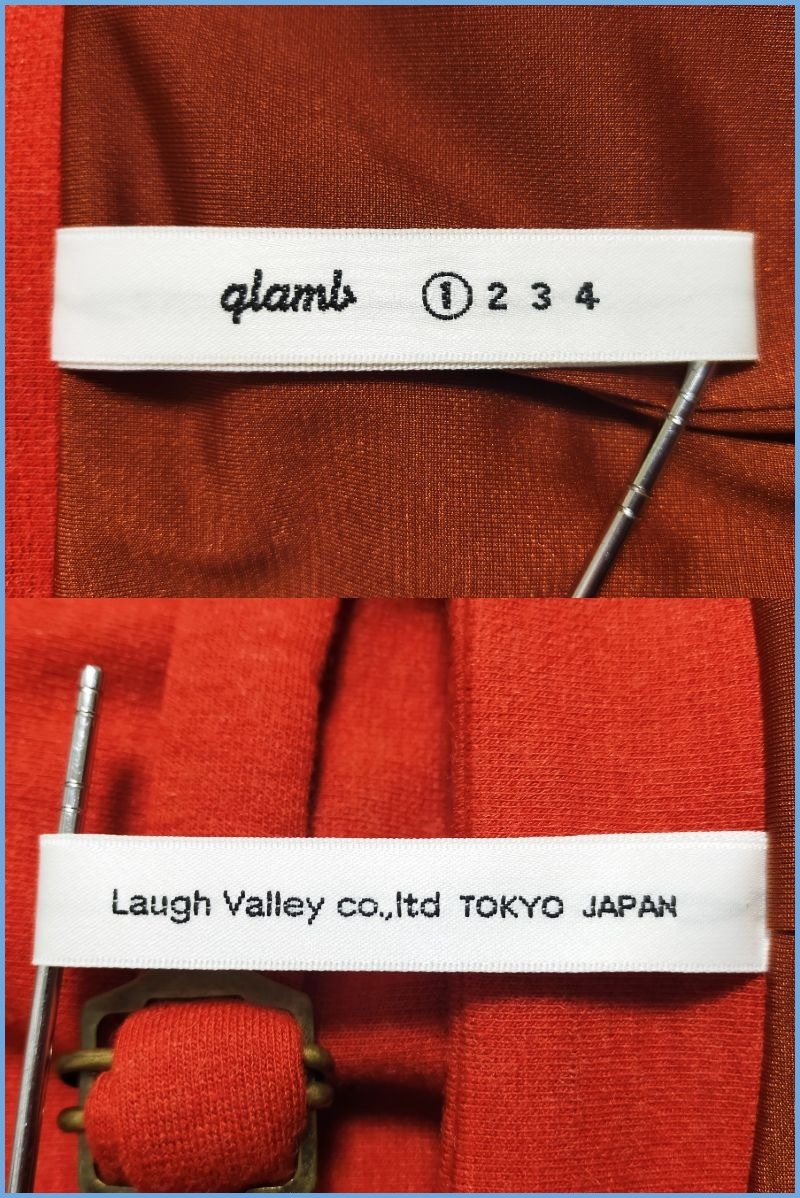 glamb ① 2 3 4
Laugh Valley co.,ltd TOKYO JAPAN